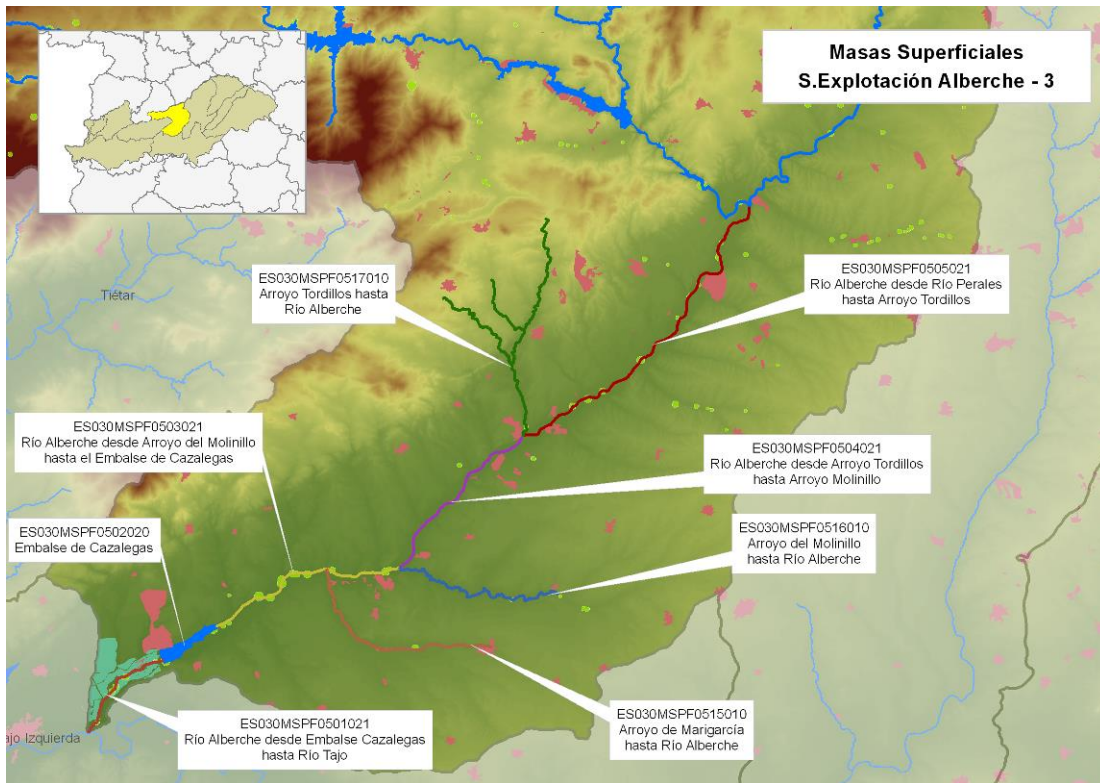 Masas Superficiales
S.Explotación Alberche - 3
Tiétar
ES030MSPF0517010
Arroyo Tordillos hasta
Río Alberche
ES030MSPF0505021
Río Alberche desde Río Perales
hasta Arroyo Tordillos
ES030MSPF0503021
Río Alberche desde Arroyo del Molinillo
hasta el Embalse de Cazalegas
ES030MSPF0504021
Río Alberche desde Arroyo Tordillos
hasta Arroyo Molinillo
ES030MSPF0502020
Embalse de Cazalegas
ES030MSPF0516010
Arroyo del Molinillo
hasta Río Alberche
ES030MSPF0501021
Río Alberche desde Embalse Cazalegas
hasta Río Tajo
ES030MSPF0515010
Arroyo de Marigarcía
hasta Río Alberche
ajo Izquierda